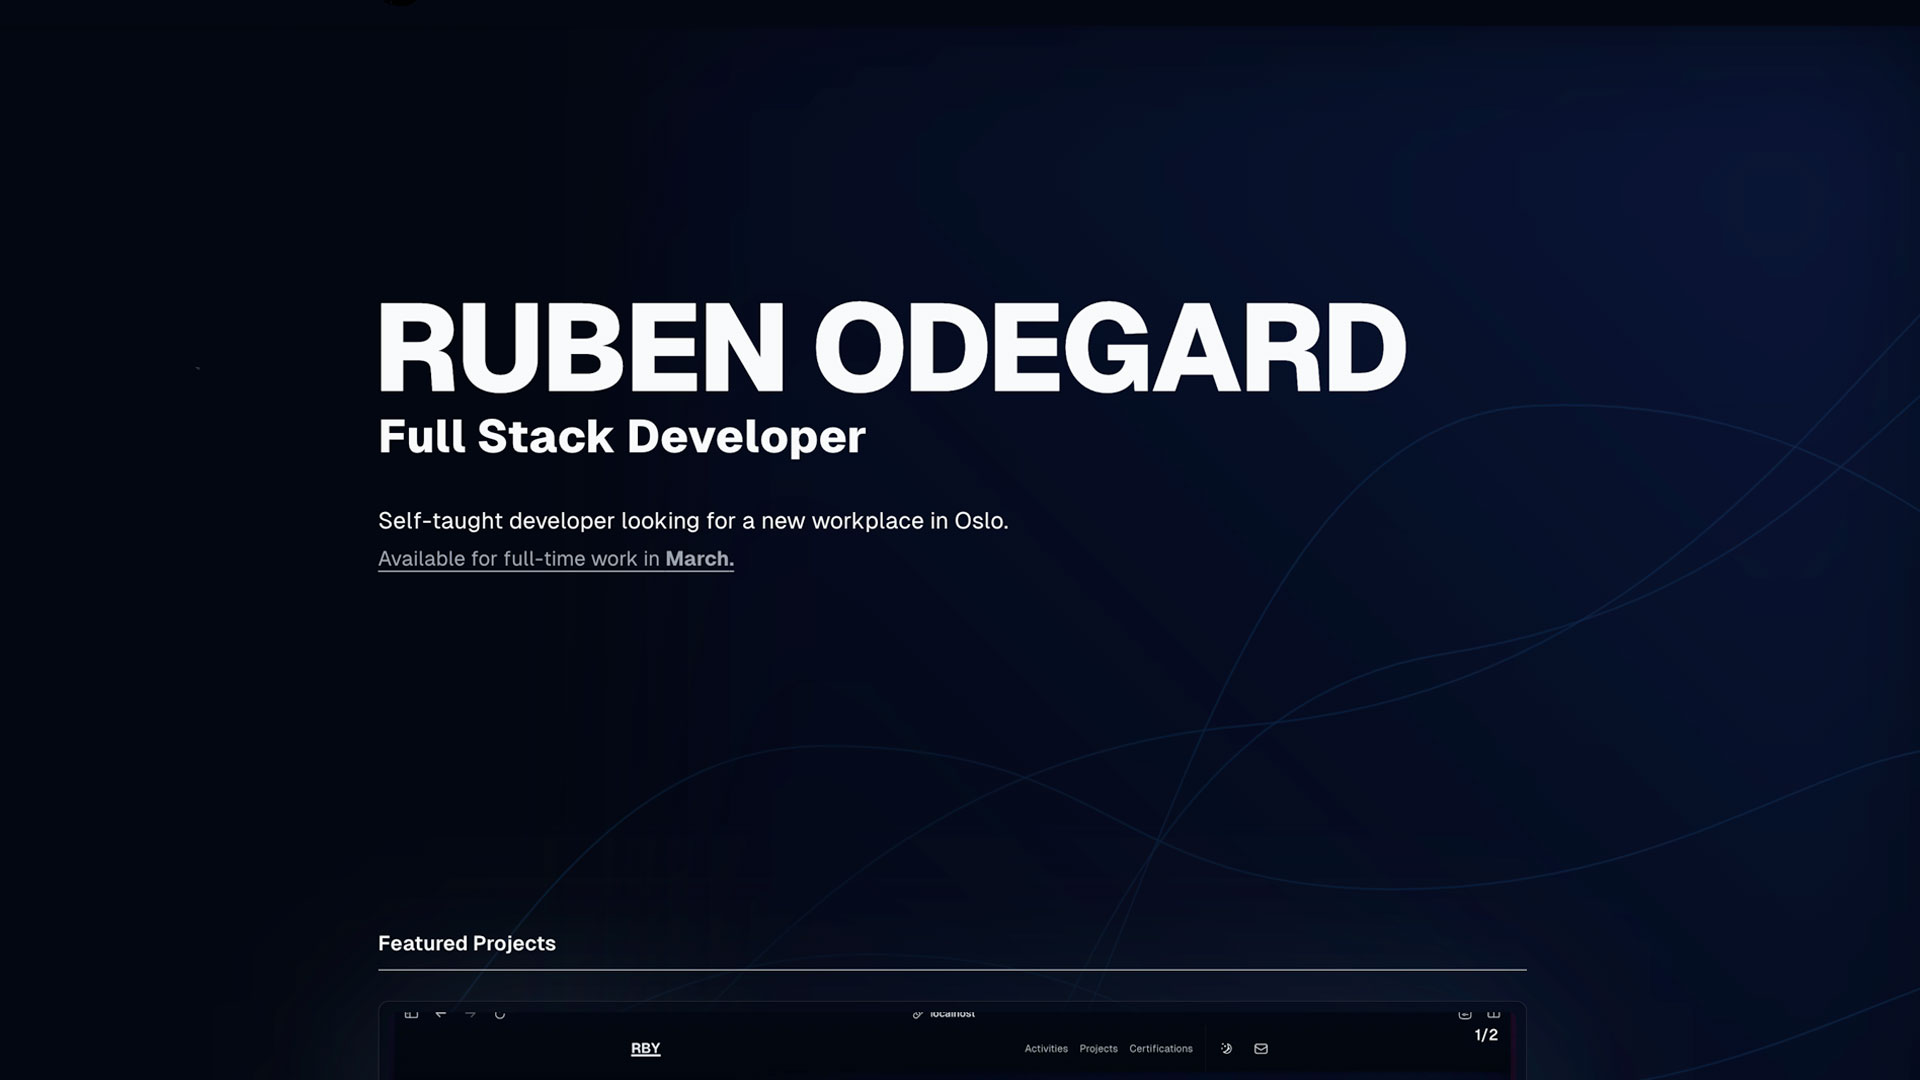 RUBEN ODEGARD
Full Stack Developer
Self-taught developer looking for a new workplace in Oslo.
Available for full-time work in March.
Featured Projects
localhost
1/2
RBY
Activities Projects Certifications